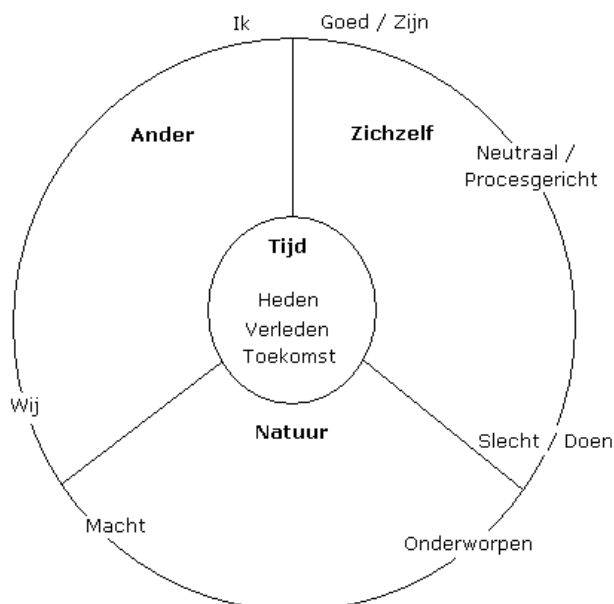 Ik
Goed / Zijn
Ander
Zichzelf
Neutraal /
Procesgericht
Tijd
Heden
Verleden
Toekomst
Wij
Natuur
Slecht / Doen
Macht
Onderworpen